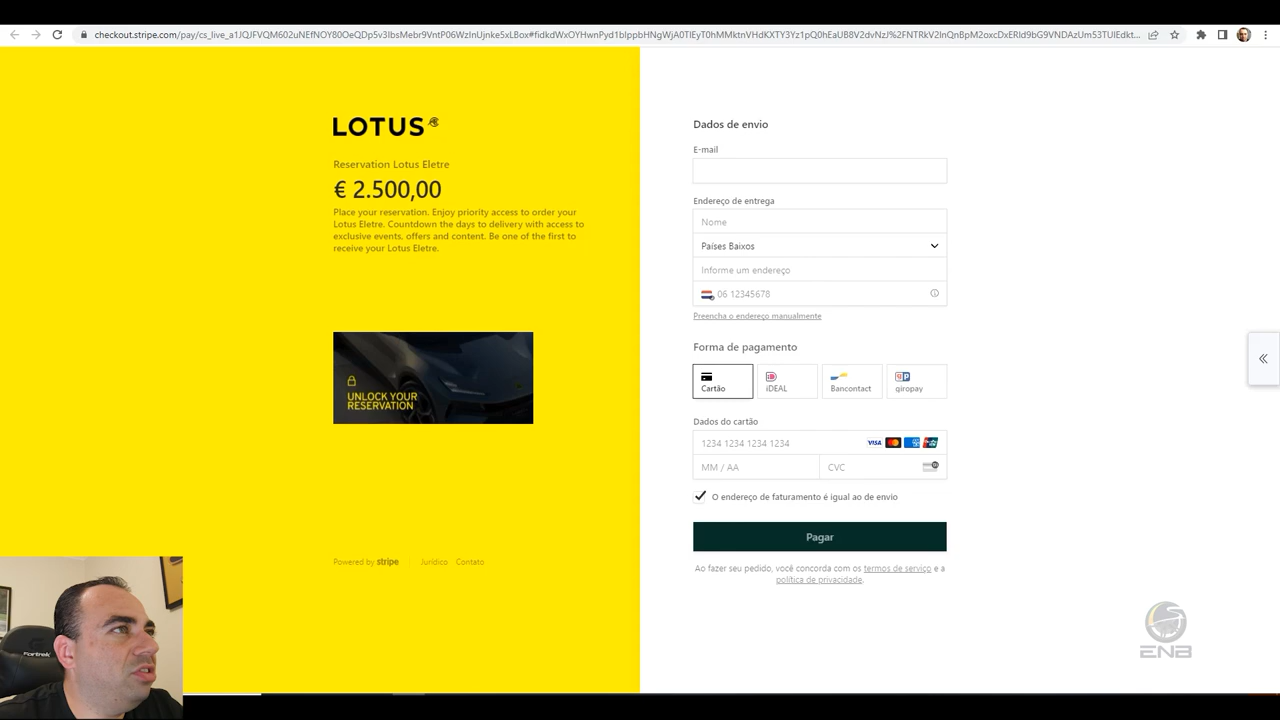 checkout.stripe.com/pay/
LOTUS
Reservation Lotus Eletre
€ 2.500,00
Place your reservation. Enjoy priority access to order your
Lotus Eletre. Countdown the days to delivery with access to
exclusive events, offers and content. Be one of the first to
receive your Lotus Eletre.
UNLOCK YOUR
RESERVATION
Powered by stripe
Jurídico Contato
Dados de envio
E-mail
Endereço de entrega
Nome
Países Baixos
Informe um endereço
06 12345678
Preencha o endereço manualmente
Forma de pagamento
Cartão
iDEAL
Bancontact
giropay
Dados do cartão
1234 1234 1234 1234
VISA
MM / AA
CVC
O endereço de faturamento é igual ao de envio
Pagar
Ao fazer seu pedido, você concorda com os termos de serviço e a
política de privacidade.
Fortrek
ENB